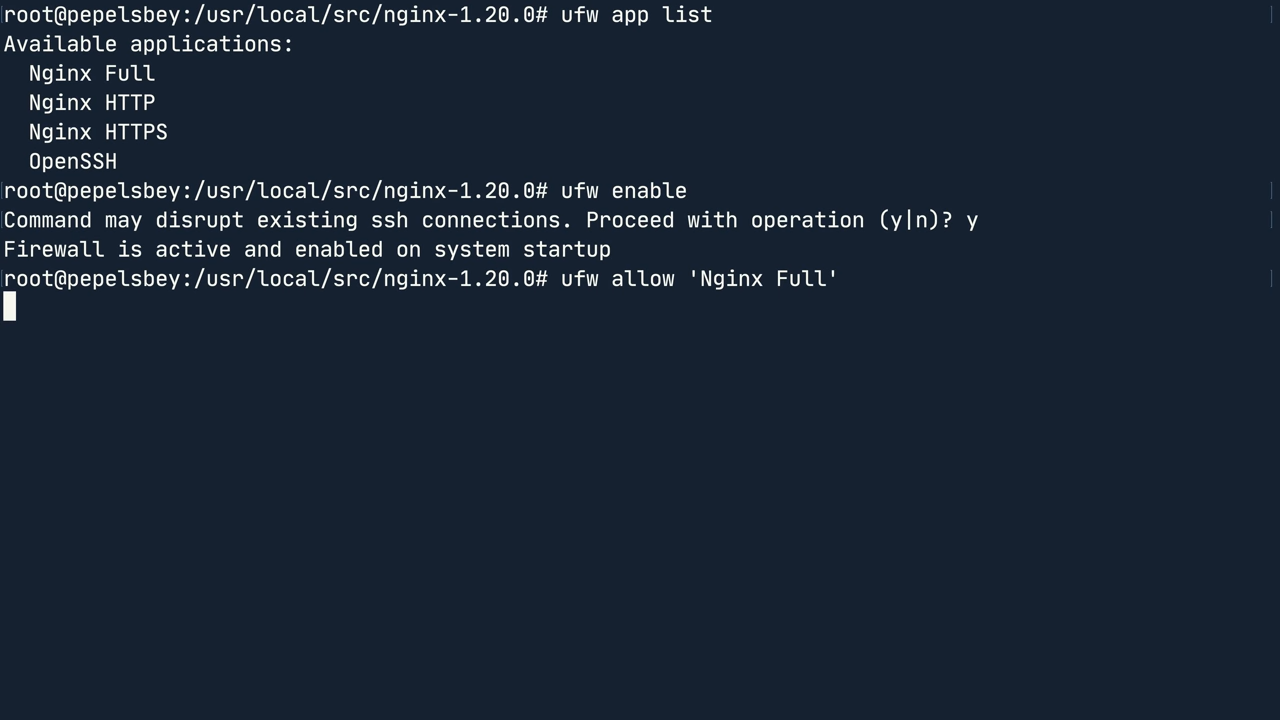 root@pepelsbey:/usr/local/src/nginx-1.20.0# ufw app list
Available applications:
  Nginx Full
  Nginx HTTP
  Nginx HTTPS
  OpenSSH
root@pepelsbey:/usr/local/src/nginx-1.20.0# ufw enable
Command may disrupt existing ssh connections. Proceed with operation (y|n)? y
Firewall is active and enabled on system startup
root@pepelsbey:/usr/local/src/nginx-1.20.0# ufw allow 'Nginx Full'